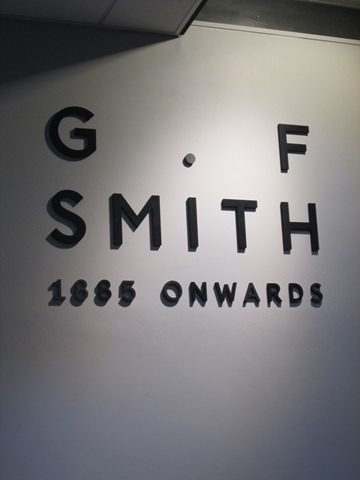 G . F
SMITH
1885 ONWARDS